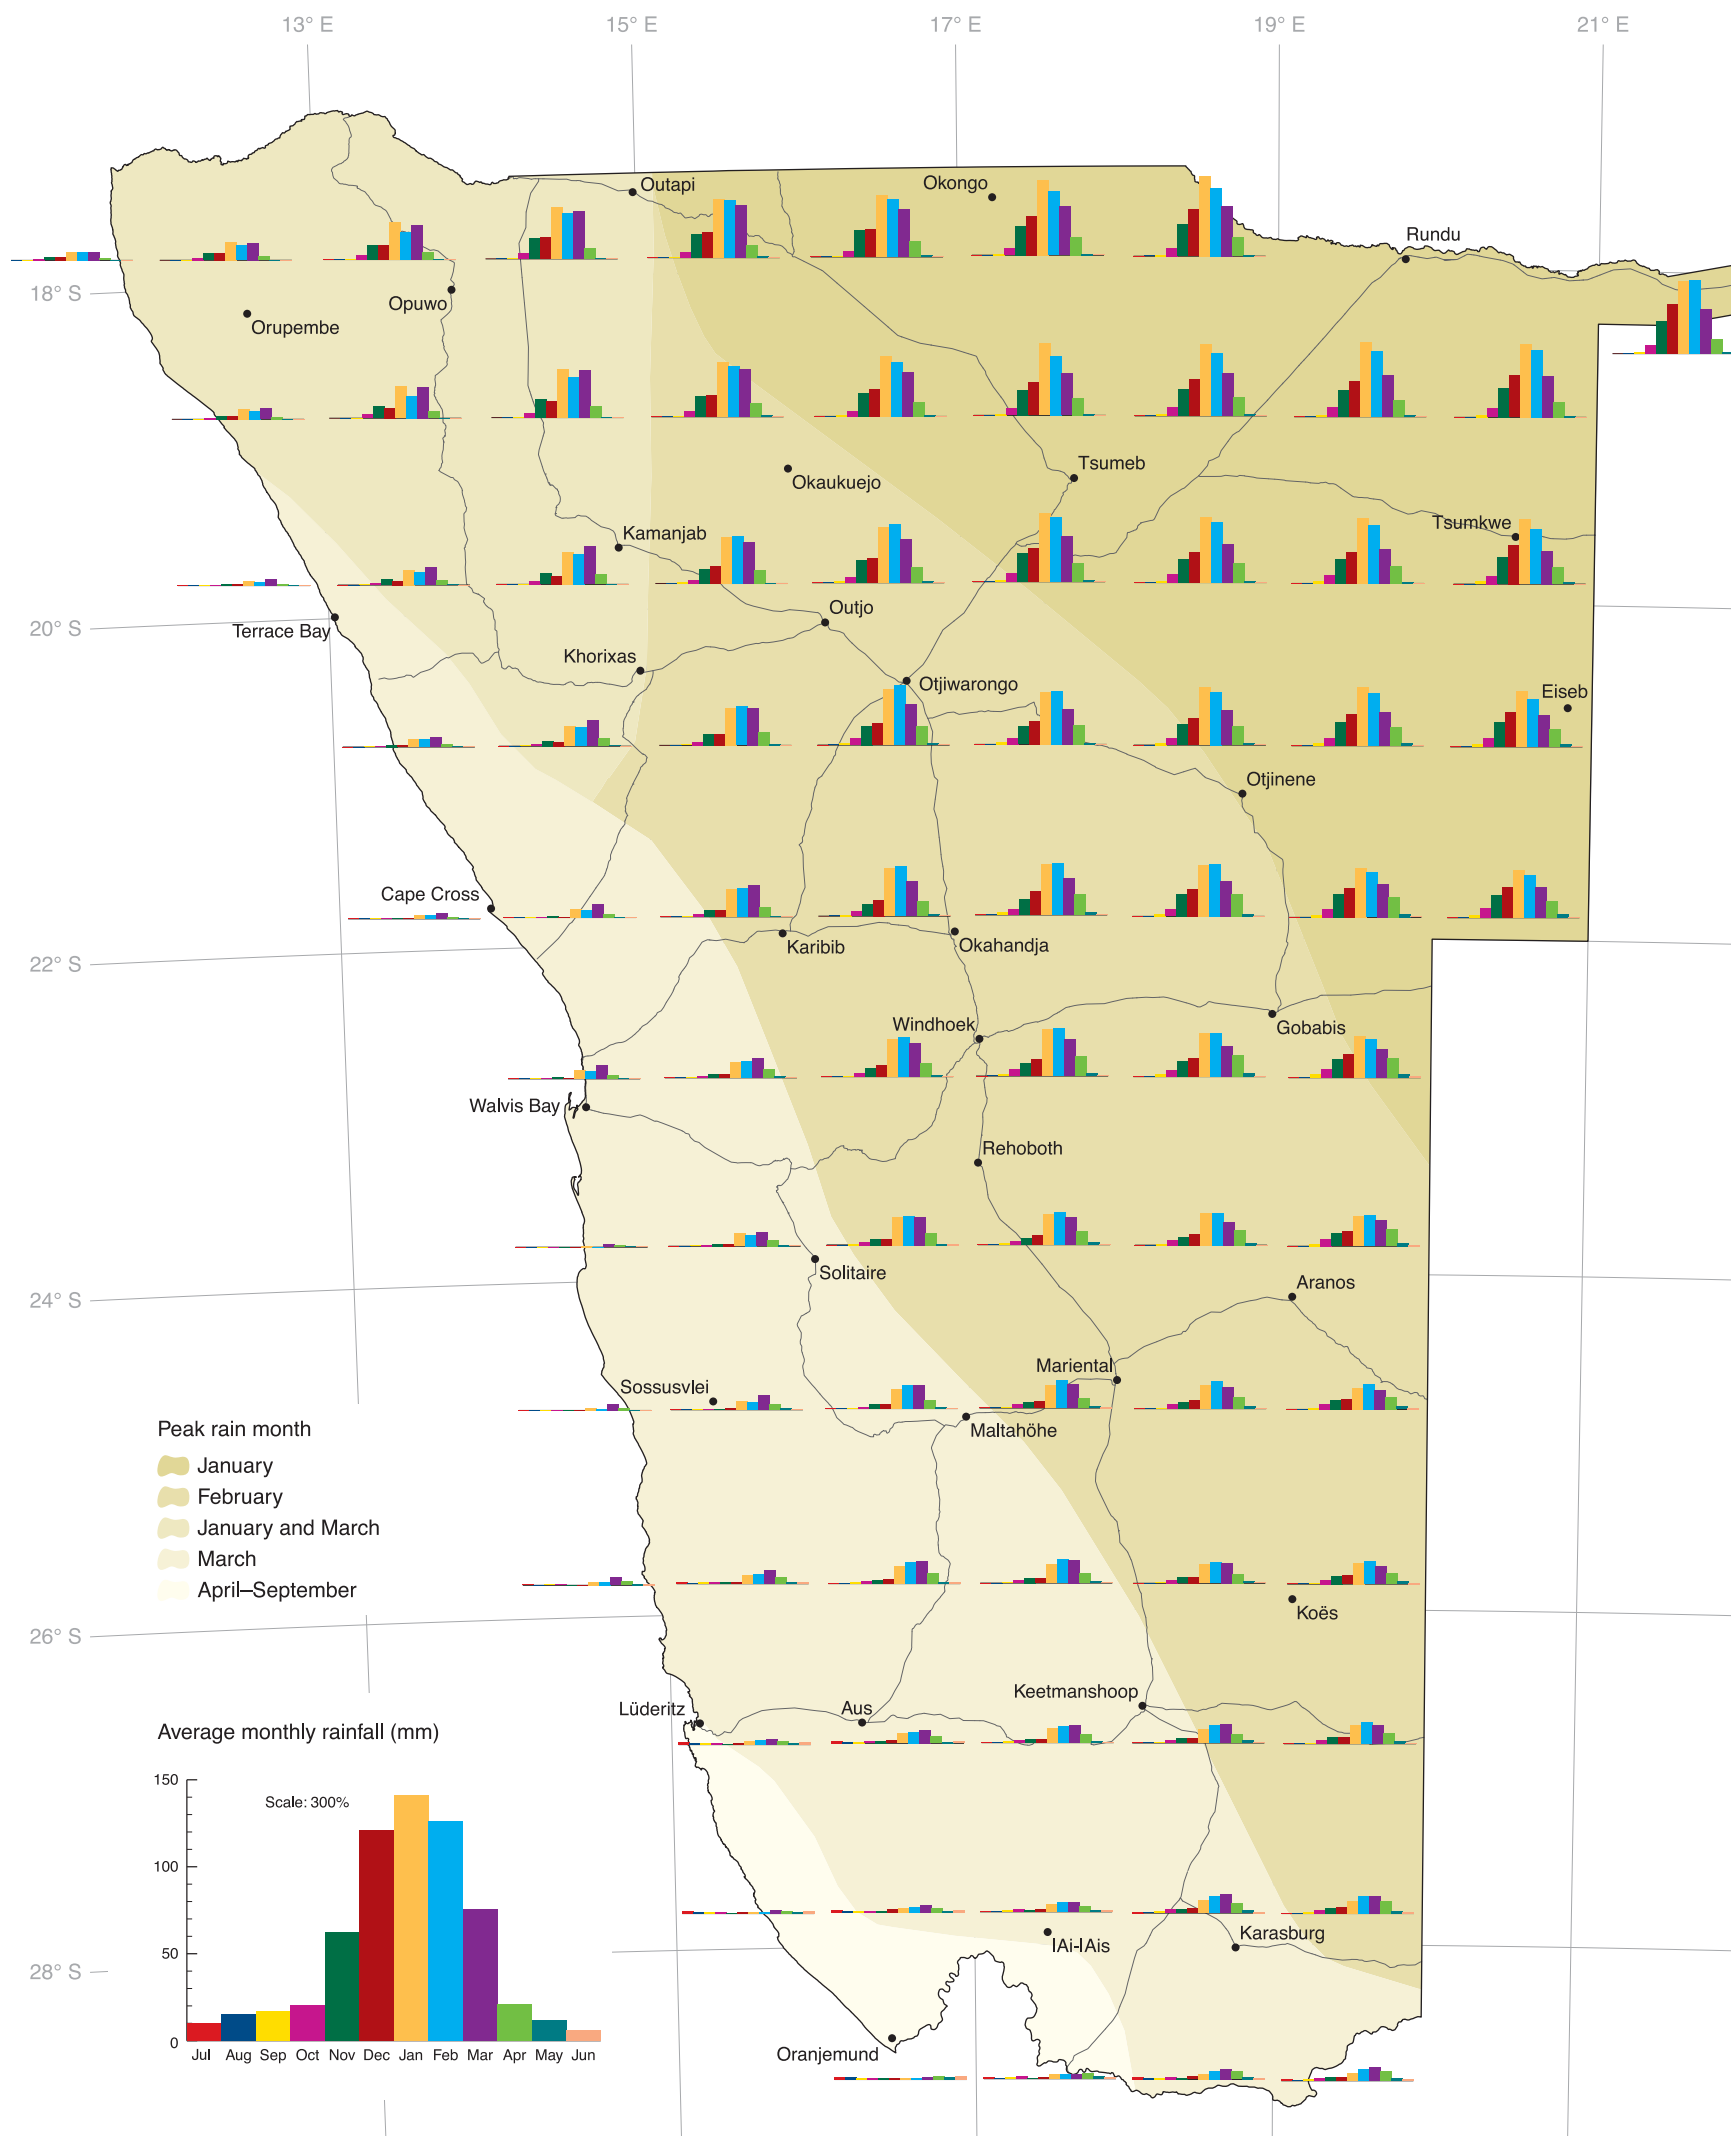 13° E
15° E
17° E
19° E
21° E
Outapi
Okongo
Rundu
18° S
Opuwo
Orupembe
Tsumeb
Okaukuejo
Tsumkwe
Kamanjab
Outjo
20° S
Terrace Bay
Khorixas
Otjiwarongo
Eiseb
Otjinene
Cape Cross
Karibib
Okahandja
22° S
Windhoek
Gobabis
Walvis Bay
Rehoboth
Solitaire
Aranos
24° S
Mariental
Sossusvlei
Maltahöhe
Peak rain month
January
February
January and March
March
April–September
Koës
26° S
Keetmanshoop
Lüderitz
Aus
Average monthly rainfall (mm)
150
Scale: 300%
100
IAi-IAis
Karasburg
50
28° S
0
Jul Aug Sep Oct Nov Dec Jan Feb Mar Apr May Jun
Oranjemund